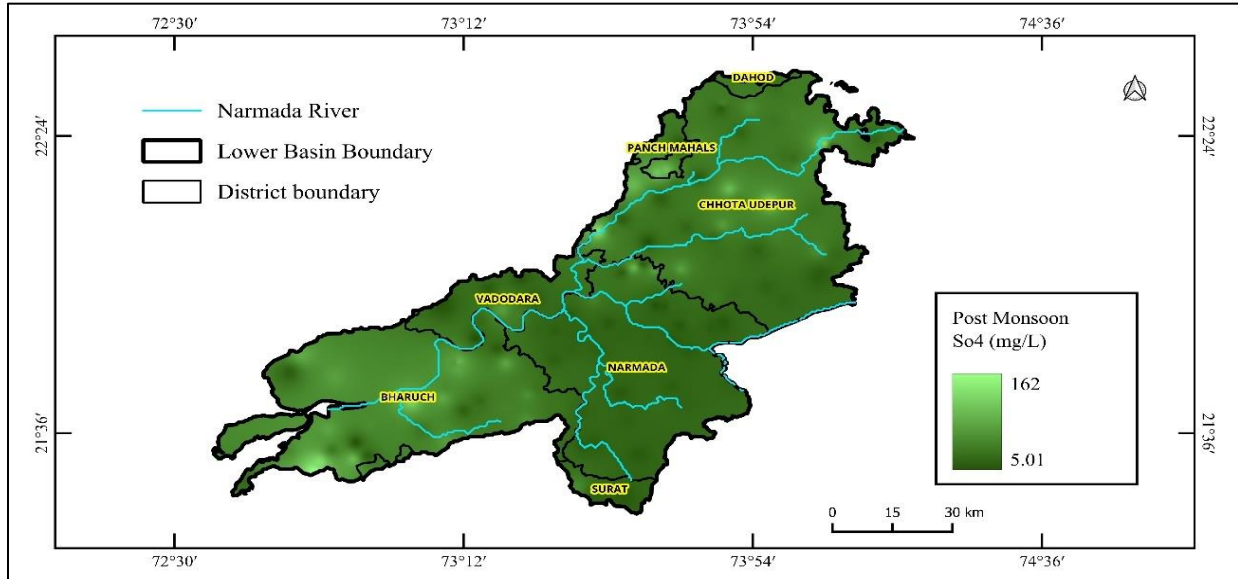 72°30′ 73°12′ 73°54′ 74°36′
22°24′ 22°24′
21°36′ 21°36′
Narmada River
Lower Basin Boundary
District boundary
DAHOD
PANCH MAHALS
CHHOTA UDEPUR
VADODARA
NARMADA
BHARUCH
SURAT
Post Monsoon
So4 (mg/L)
162
5.01
0 15 30 km
72°30′ 73°12′ 73°54′ 74°36′